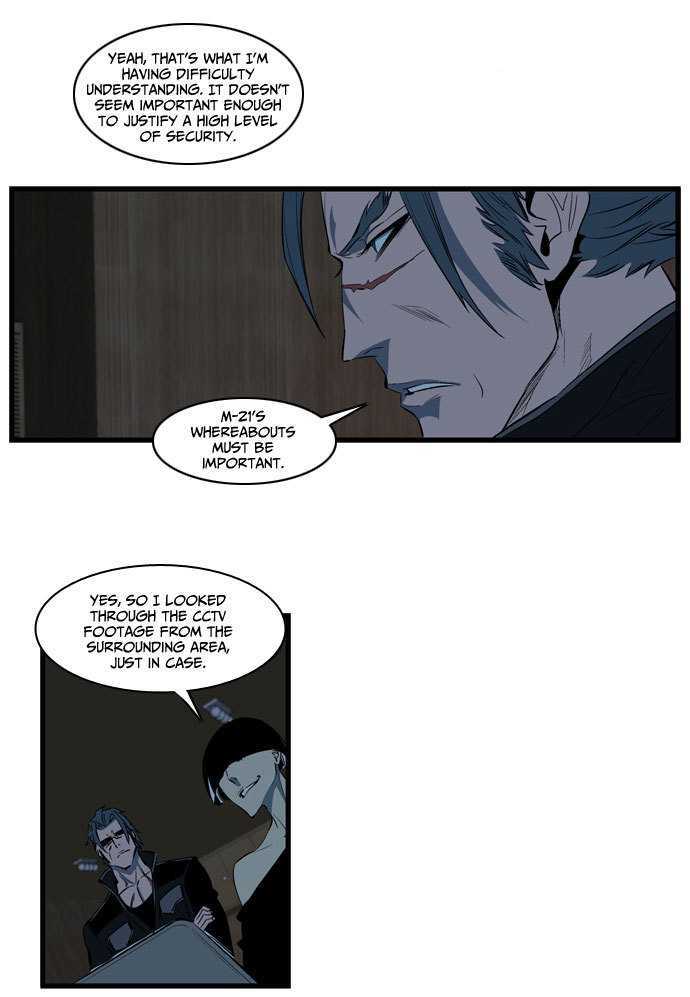 YEAH, THAT'S WHAT I'M
HAVING DIFFICULTY
UNDERSTANDING. IT DOESN'T
SEEM IMPORTANT ENOUGH
TO JUSTIFY A HIGH LEVEL
OF SECURITY.
M-21'S
WHEREABOUTS
MUST BE
IMPORTANT.
YES, SO I LOOKED
THROUGH THE CCTV
FOOTAGE FROM THE
SURROUNDING AREA,
JUST IN CASE.